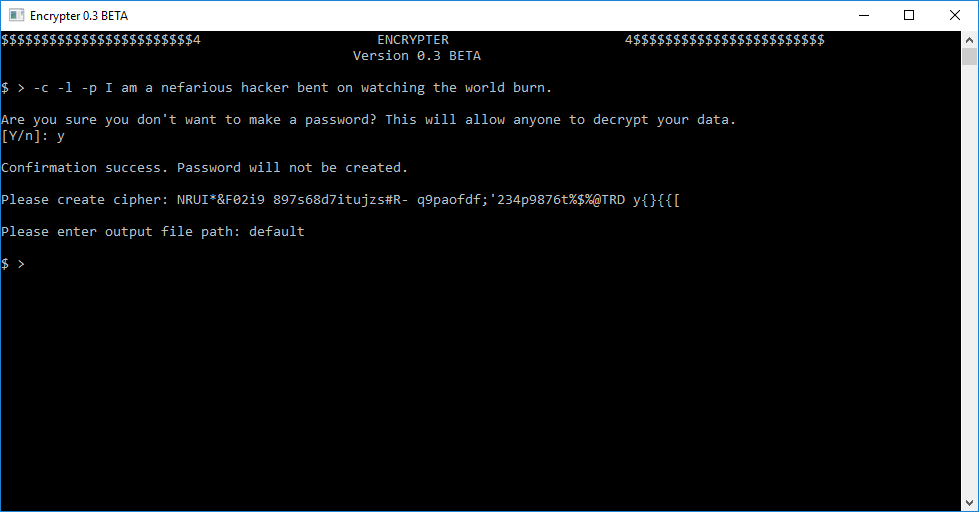 Encrypter 0.3 BETA
$$$$$$$$$$$$$$$$$$$$$$$$4 ENCRYPTER 4$$$$$$$$$$$$$$$$$$$$$$$$
Version 0.3 BETA
$ > -c -l -p I am a nefarious hacker bent on watching the world burn.
Are you sure you don't want to make a password? This will allow anyone to decrypt your data.
[Y/n]: y
Confirmation success. Password will not be created.
Please create cipher: NRUI*&F02i9 897s68d7itujzs#R- q9paofdf;'234p9876t%$%@TRD y{}{{[
Please enter output file path: default
$ >